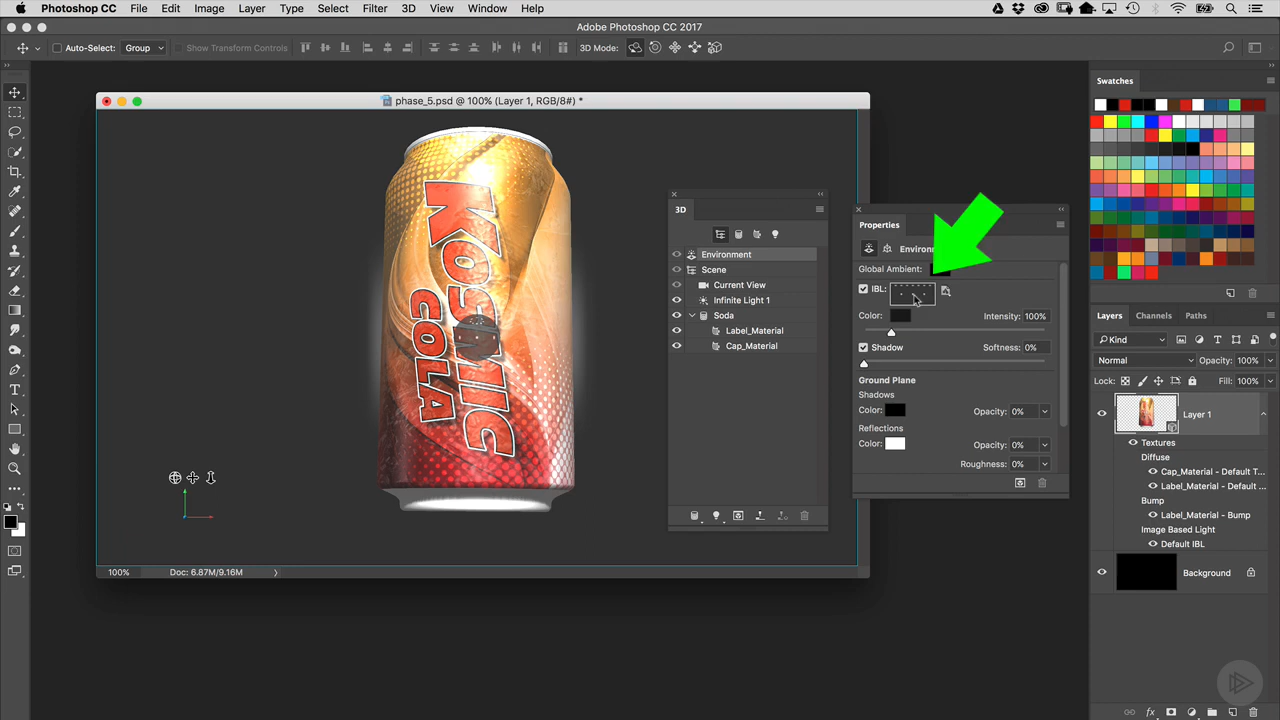 Photoshop CC File Edit Image Layer Type Select Filter 3D View Window Help
Adobe Photoshop CC 2017
Auto-Select: Group Show Transform Controls 3D Mode:
phase_5.psd @ 100% (Layer 1, RGB/8#) *
KOSMIC
COLA
100% Doc: 6.87M/9.16M
3D
Environment
Scene
Current View
Infinite Light 1
Soda
Label_Material
Cap_Material
Properties
Global Ambient:
IBL:
Color: Intensity: 100%
Shadow Softness: 0%
Ground Plane
Shadows
Color: Opacity: 0%
Reflections
Color: Opacity: 0%
Roughness: 0%
Swatches
Layers Channels Paths
Kind
Normal Opacity: 100%
Lock: Fill: 100%
Layer 1
Textures
Diffuse
Cap_Material - Default T...
Label_Material - Default ...
Bump
Label_Material - Bump
Image Based Light
Default IBL
Background